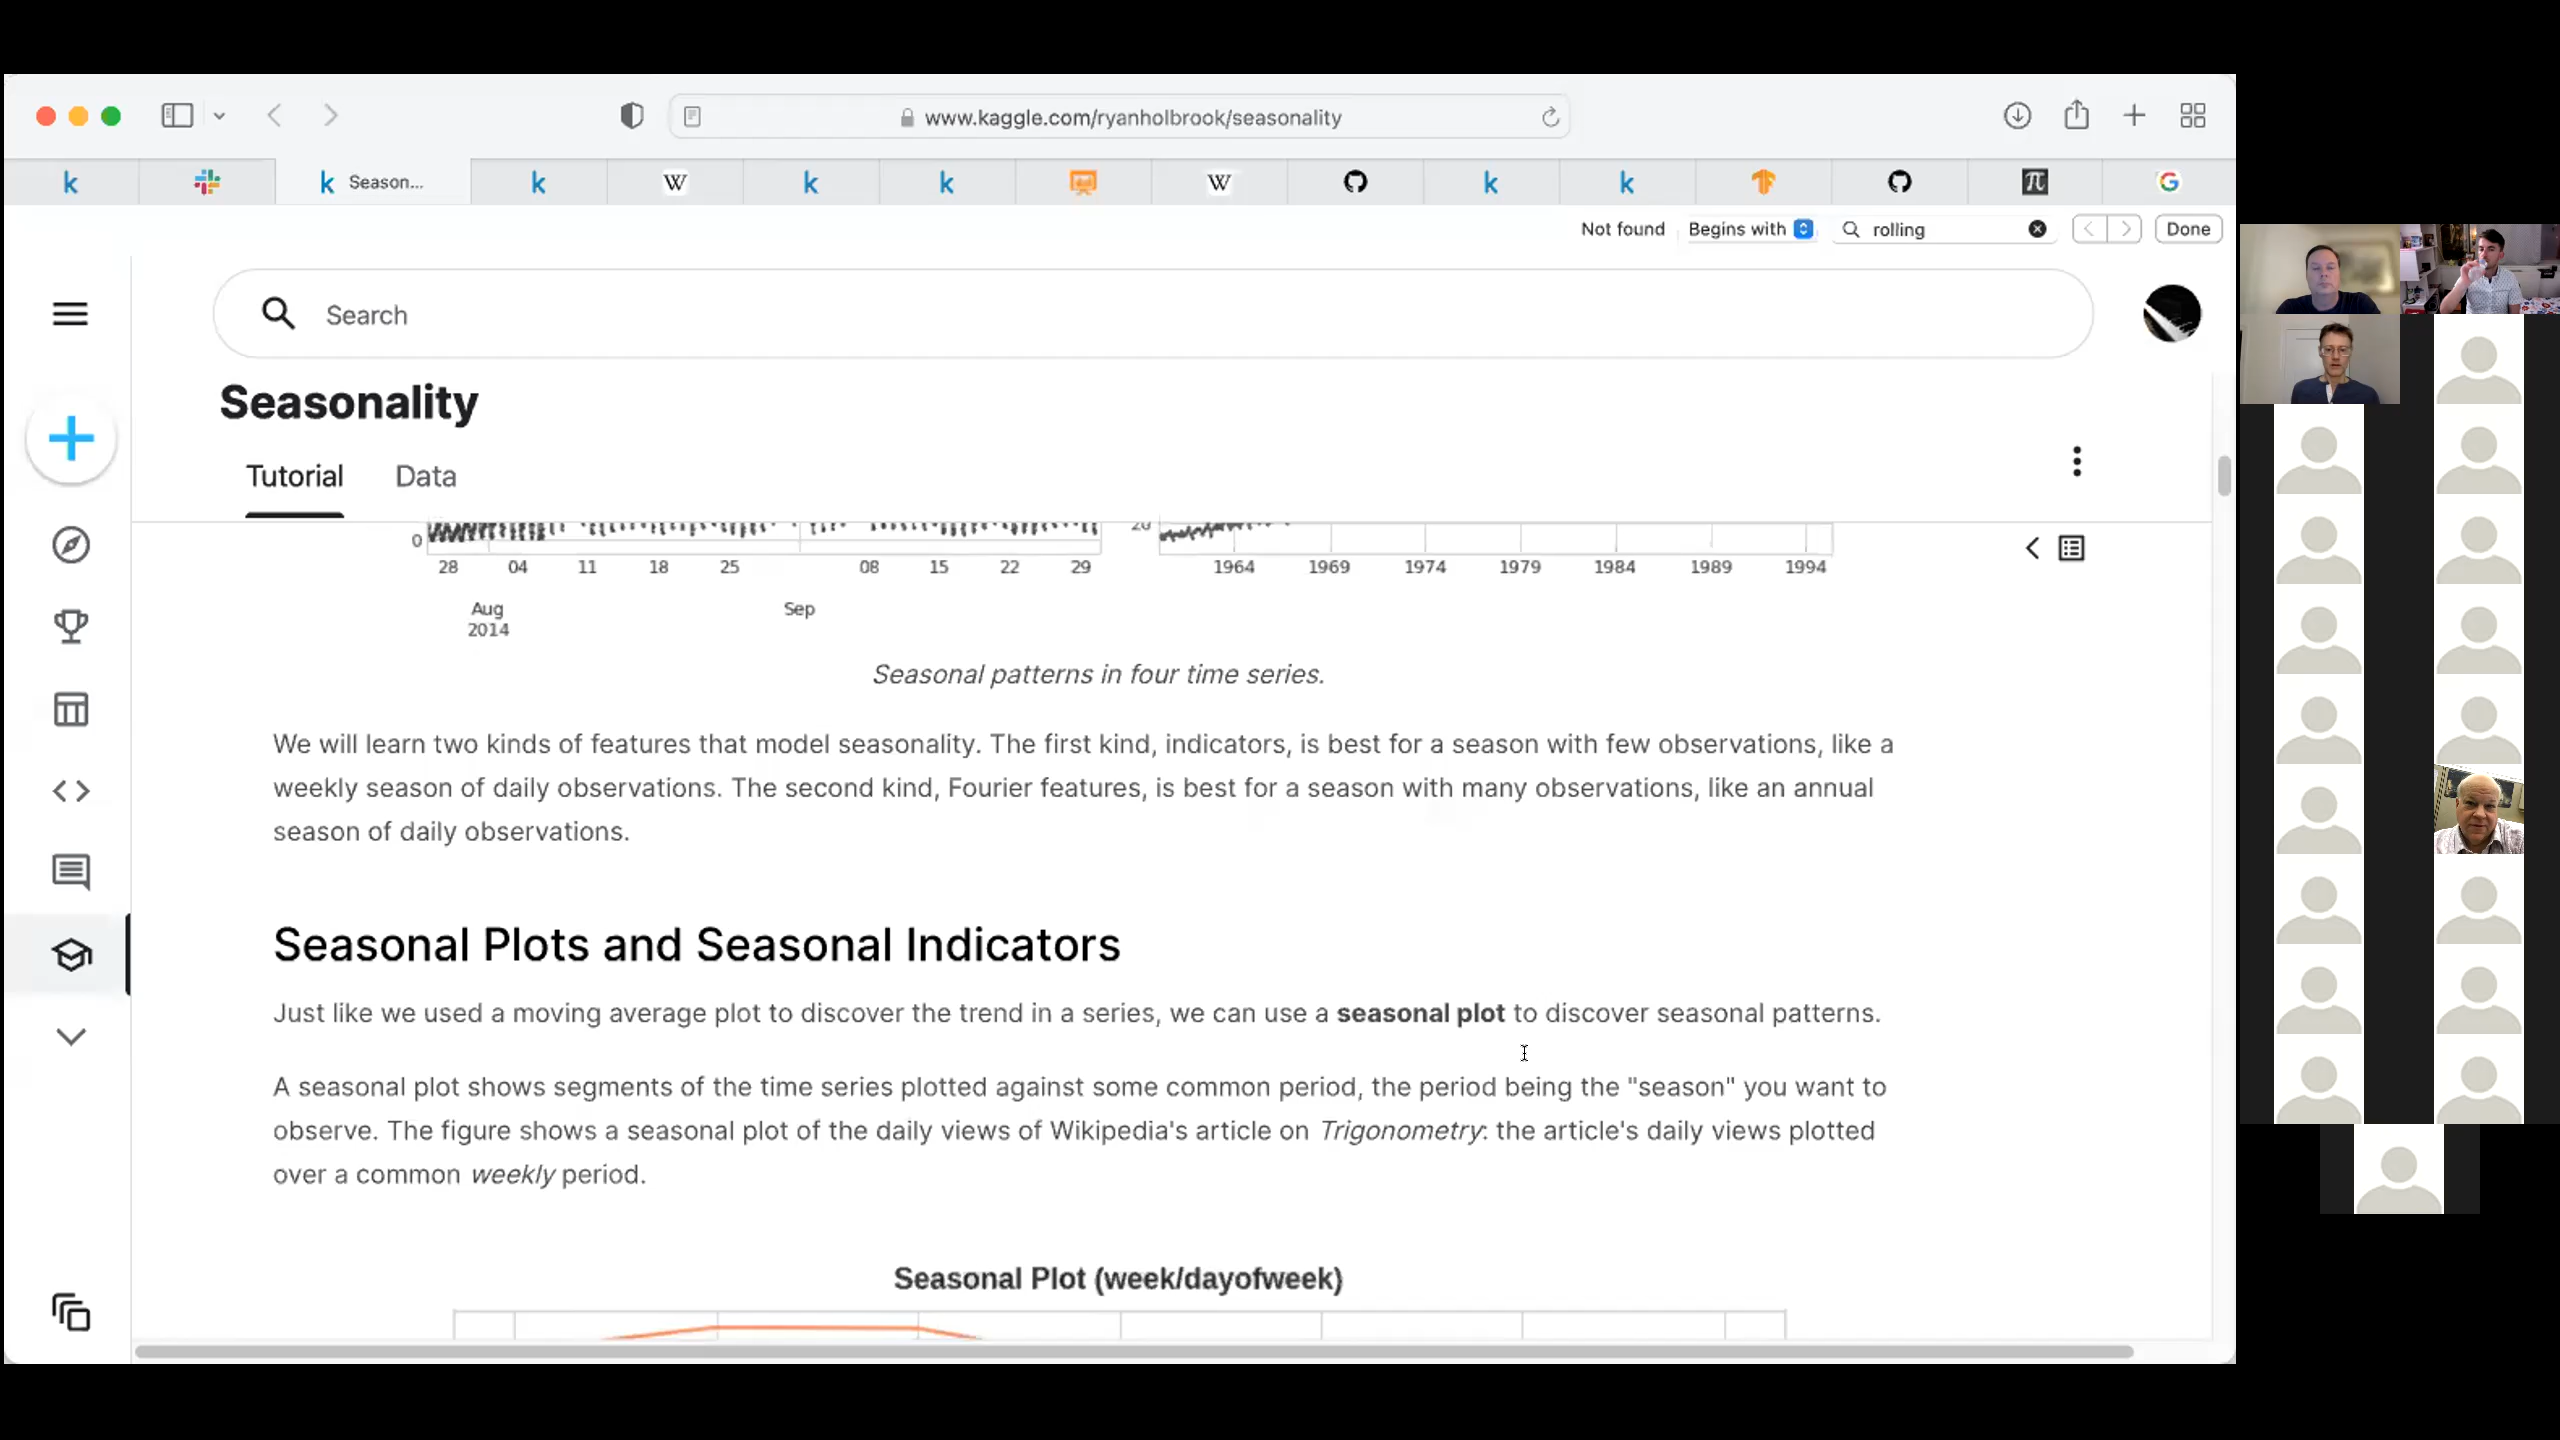 www.kaggle.com/ryanholbrook/seasonality
k k Season... k W k k W k k π G
Not found Begins with rolling Done
Search
Seasonality
Tutorial Data
0 20
28 04 11 18 25 08 15 22 29 1964 1969 1974 1979 1984 1989 1994
Aug Sep
2014
Seasonal patterns in four time series.
We will learn two kinds of features that model seasonality. The first kind, indicators, is best for a season with few observations, like a
weekly season of daily observations. The second kind, Fourier features, is best for a season with many observations, like an annual
season of daily observations.
Seasonal Plots and Seasonal Indicators
Just like we used a moving average plot to discover the trend in a series, we can use a seasonal plot to discover seasonal patterns.
A seasonal plot shows segments of the time series plotted against some common period, the period being the "season" you want to
observe. The figure shows a seasonal plot of the daily views of Wikipedia's article on Trigonometry: the article's daily views plotted
over a common weekly period.
Seasonal Plot (week/dayofweek)